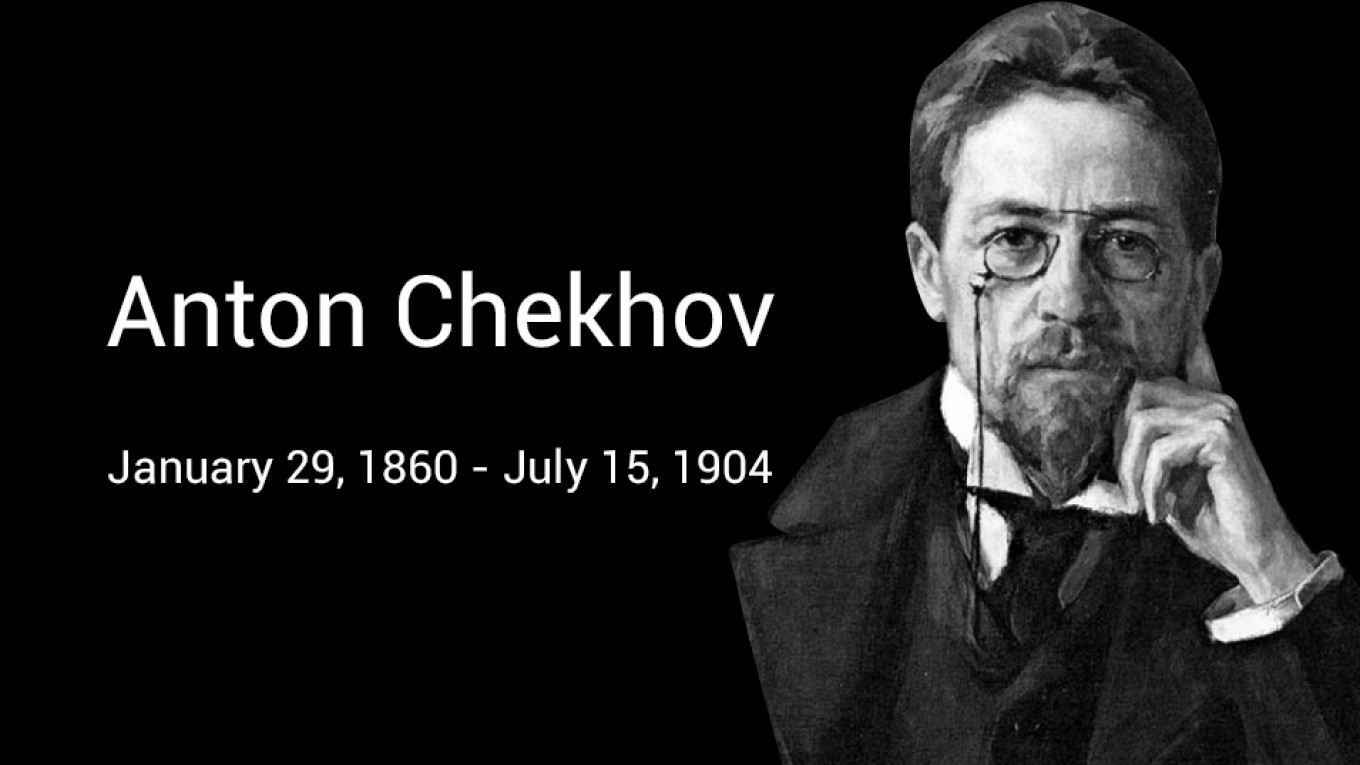 Anton Chekhov
January 29, 1860 - July 15, 1904